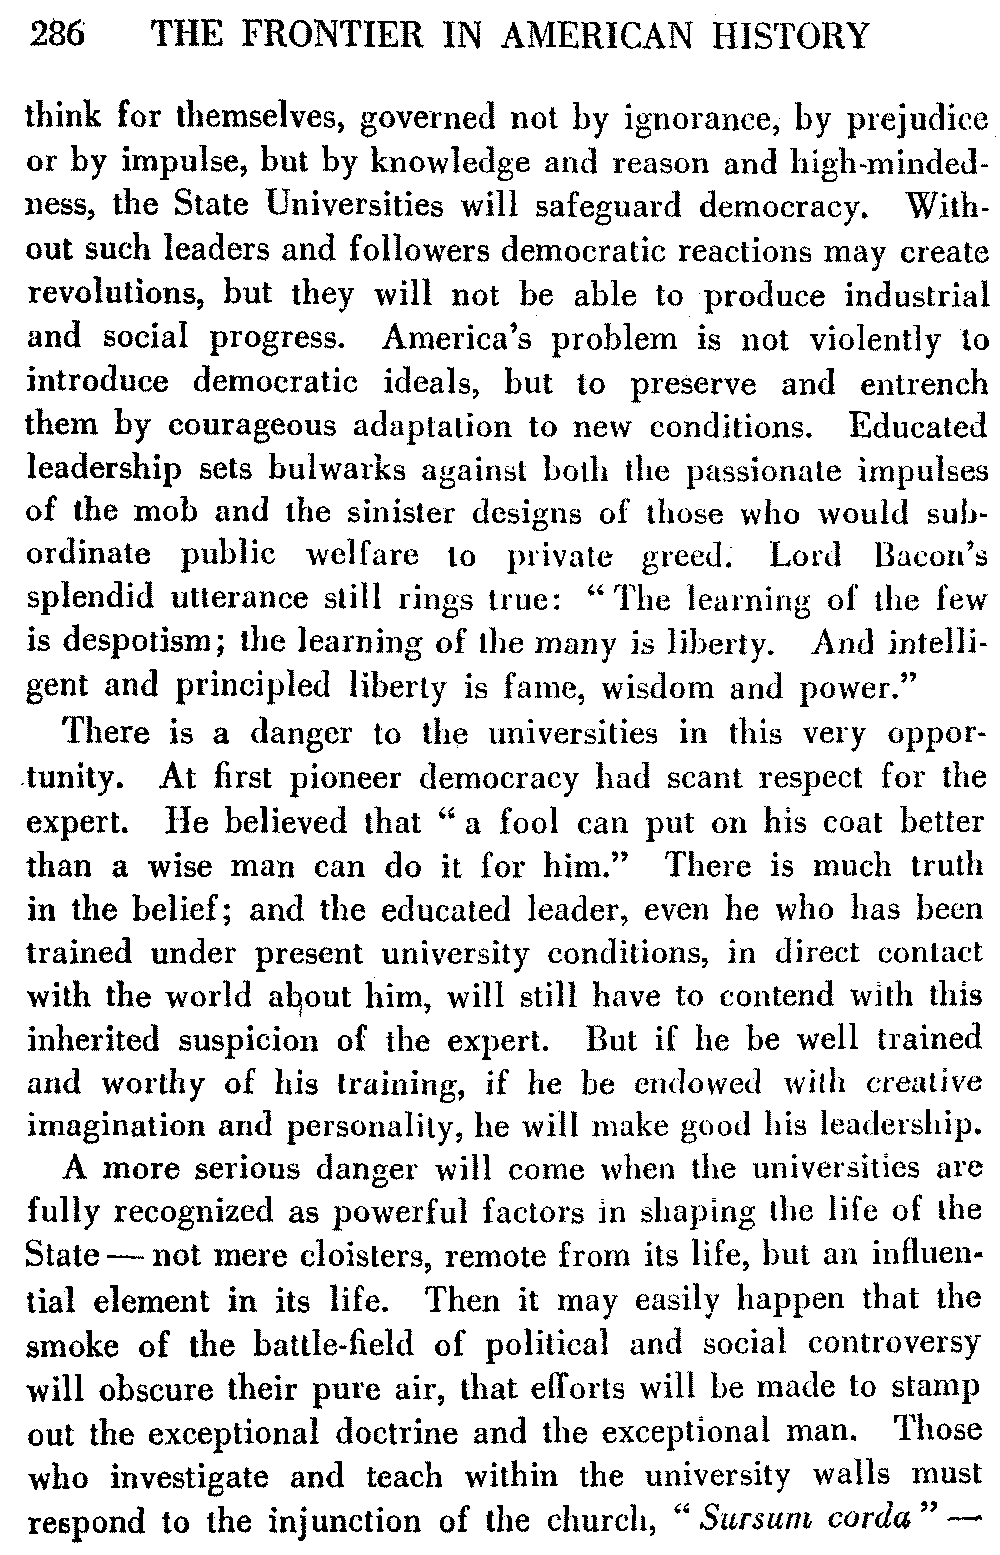 286 THE FRONTIER IN AMERICAN HISTORY
think for themselves, governed not by ignorance, by prejudice
or by impulse, but by knowledge and reason and high-minded-
ness, the State Universities will safeguard democracy. With-
out such leaders and followers democratic reactions may create
revolutions, but they will not be able to produce industrial
and social progress. America's problem is not violently to
introduce democratic ideals, but to preserve and entrench
them by courageous adaptation to new conditions. Educated
leadership sets bulwarks against both the passionate impulses
of the mob and the sinister designs of those who would sub-
ordinate public welfare to private greed. Lord Bacon's
splendid utterance still rings true: “The learning of the few
is despotism; the learning of the many is liberty. And intelli-
gent and principled liberty is fame, wisdom and power.”
There is a danger to the universities in this very oppor-
tunity. At first pioneer democracy had scant respect for the
expert. He believed that “a fool can put on his coat better
than a wise man can do it for him.” There is much truth
in the belief; and the educated leader, even he who has been
trained under present university conditions, in direct contact
with the world about him, will still have to contend with this
inherited suspicion of the expert. But if he be well trained
and worthy of his training, if he be endowed with creative
imagination and personality, he will make good his leadership.
A more serious danger will come when the universities are
fully recognized as powerful factors in shaping the life of the
State — not mere cloisters, remote from its life, but an influen-
tial element in its life. Then it may easily happen that the
smoke of the battle-field of political and social controversy
will obscure their pure air, that efforts will be made to stamp
out the exceptional doctrine and the exceptional man. Those
who investigate and teach within the university walls must
respond to the injunction of the church, “Sursum corda” —